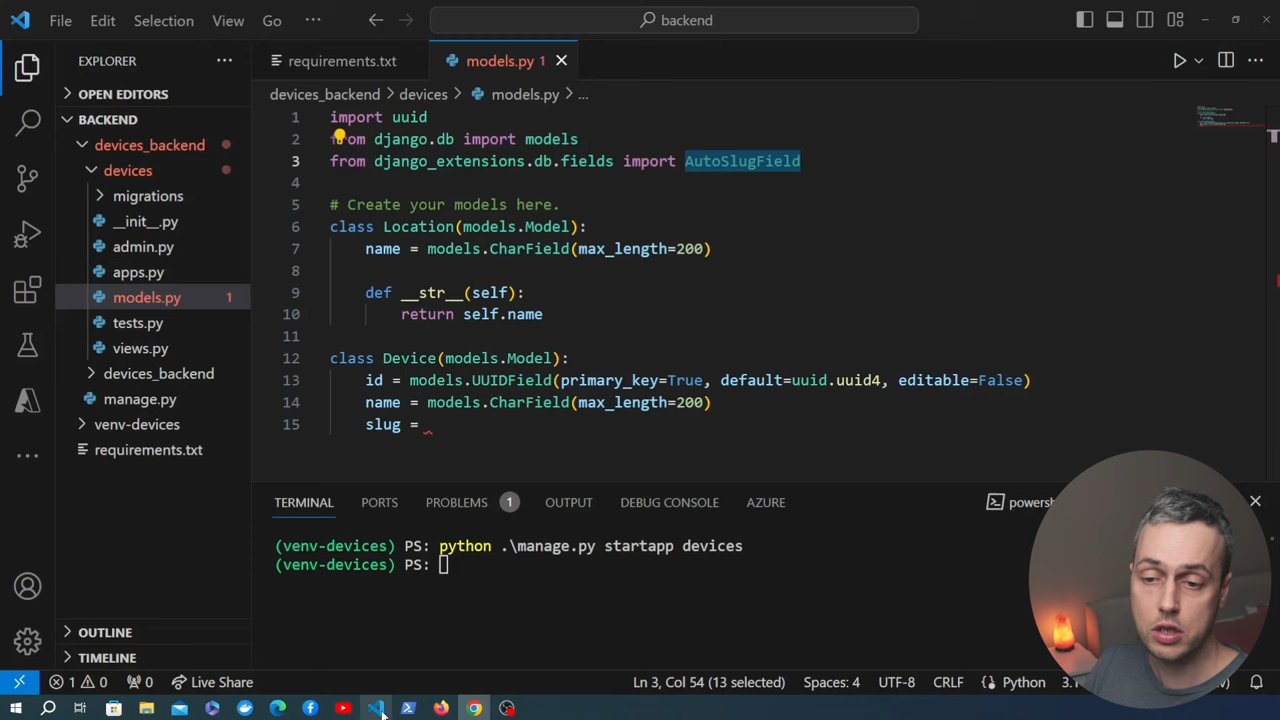 File Edit Selection View Go ··· backend
EXPLORER ··· requirements.txt models.py 1
OPEN EDITORS devices_backend > devices > models.py > ...
BACKEND
devices_backend
devices
migrations
__init__.py
admin.py
apps.py
models.py 1
tests.py
views.py
devices_backend
manage.py
venv-devices
requirements.txt
OUTLINE
TIMELINE
1 import uuid
2 from django.db import models
3 from django_extensions.db.fields import AutoSlugField
4
5 # Create your models here.
6 class Location(models.Model):
7 name = models.CharField(max_length=200)
8
9 def __str__(self):
10 return self.name
11
12 class Device(models.Model):
13 id = models.UUIDField(primary_key=True, default=uuid.uuid4, editable=False)
14 name = models.CharField(max_length=200)
15 slug =
TERMINAL PORTS PROBLEMS 1 OUTPUT DEBUG CONSOLE AZURE powersh
(venv-devices) PS: python .\manage.py startapp devices
(venv-devices) PS:
1 0 0 Live Share Ln 3, Col 54 (13 selected) Spaces: 4 UTF-8 CRLF Python